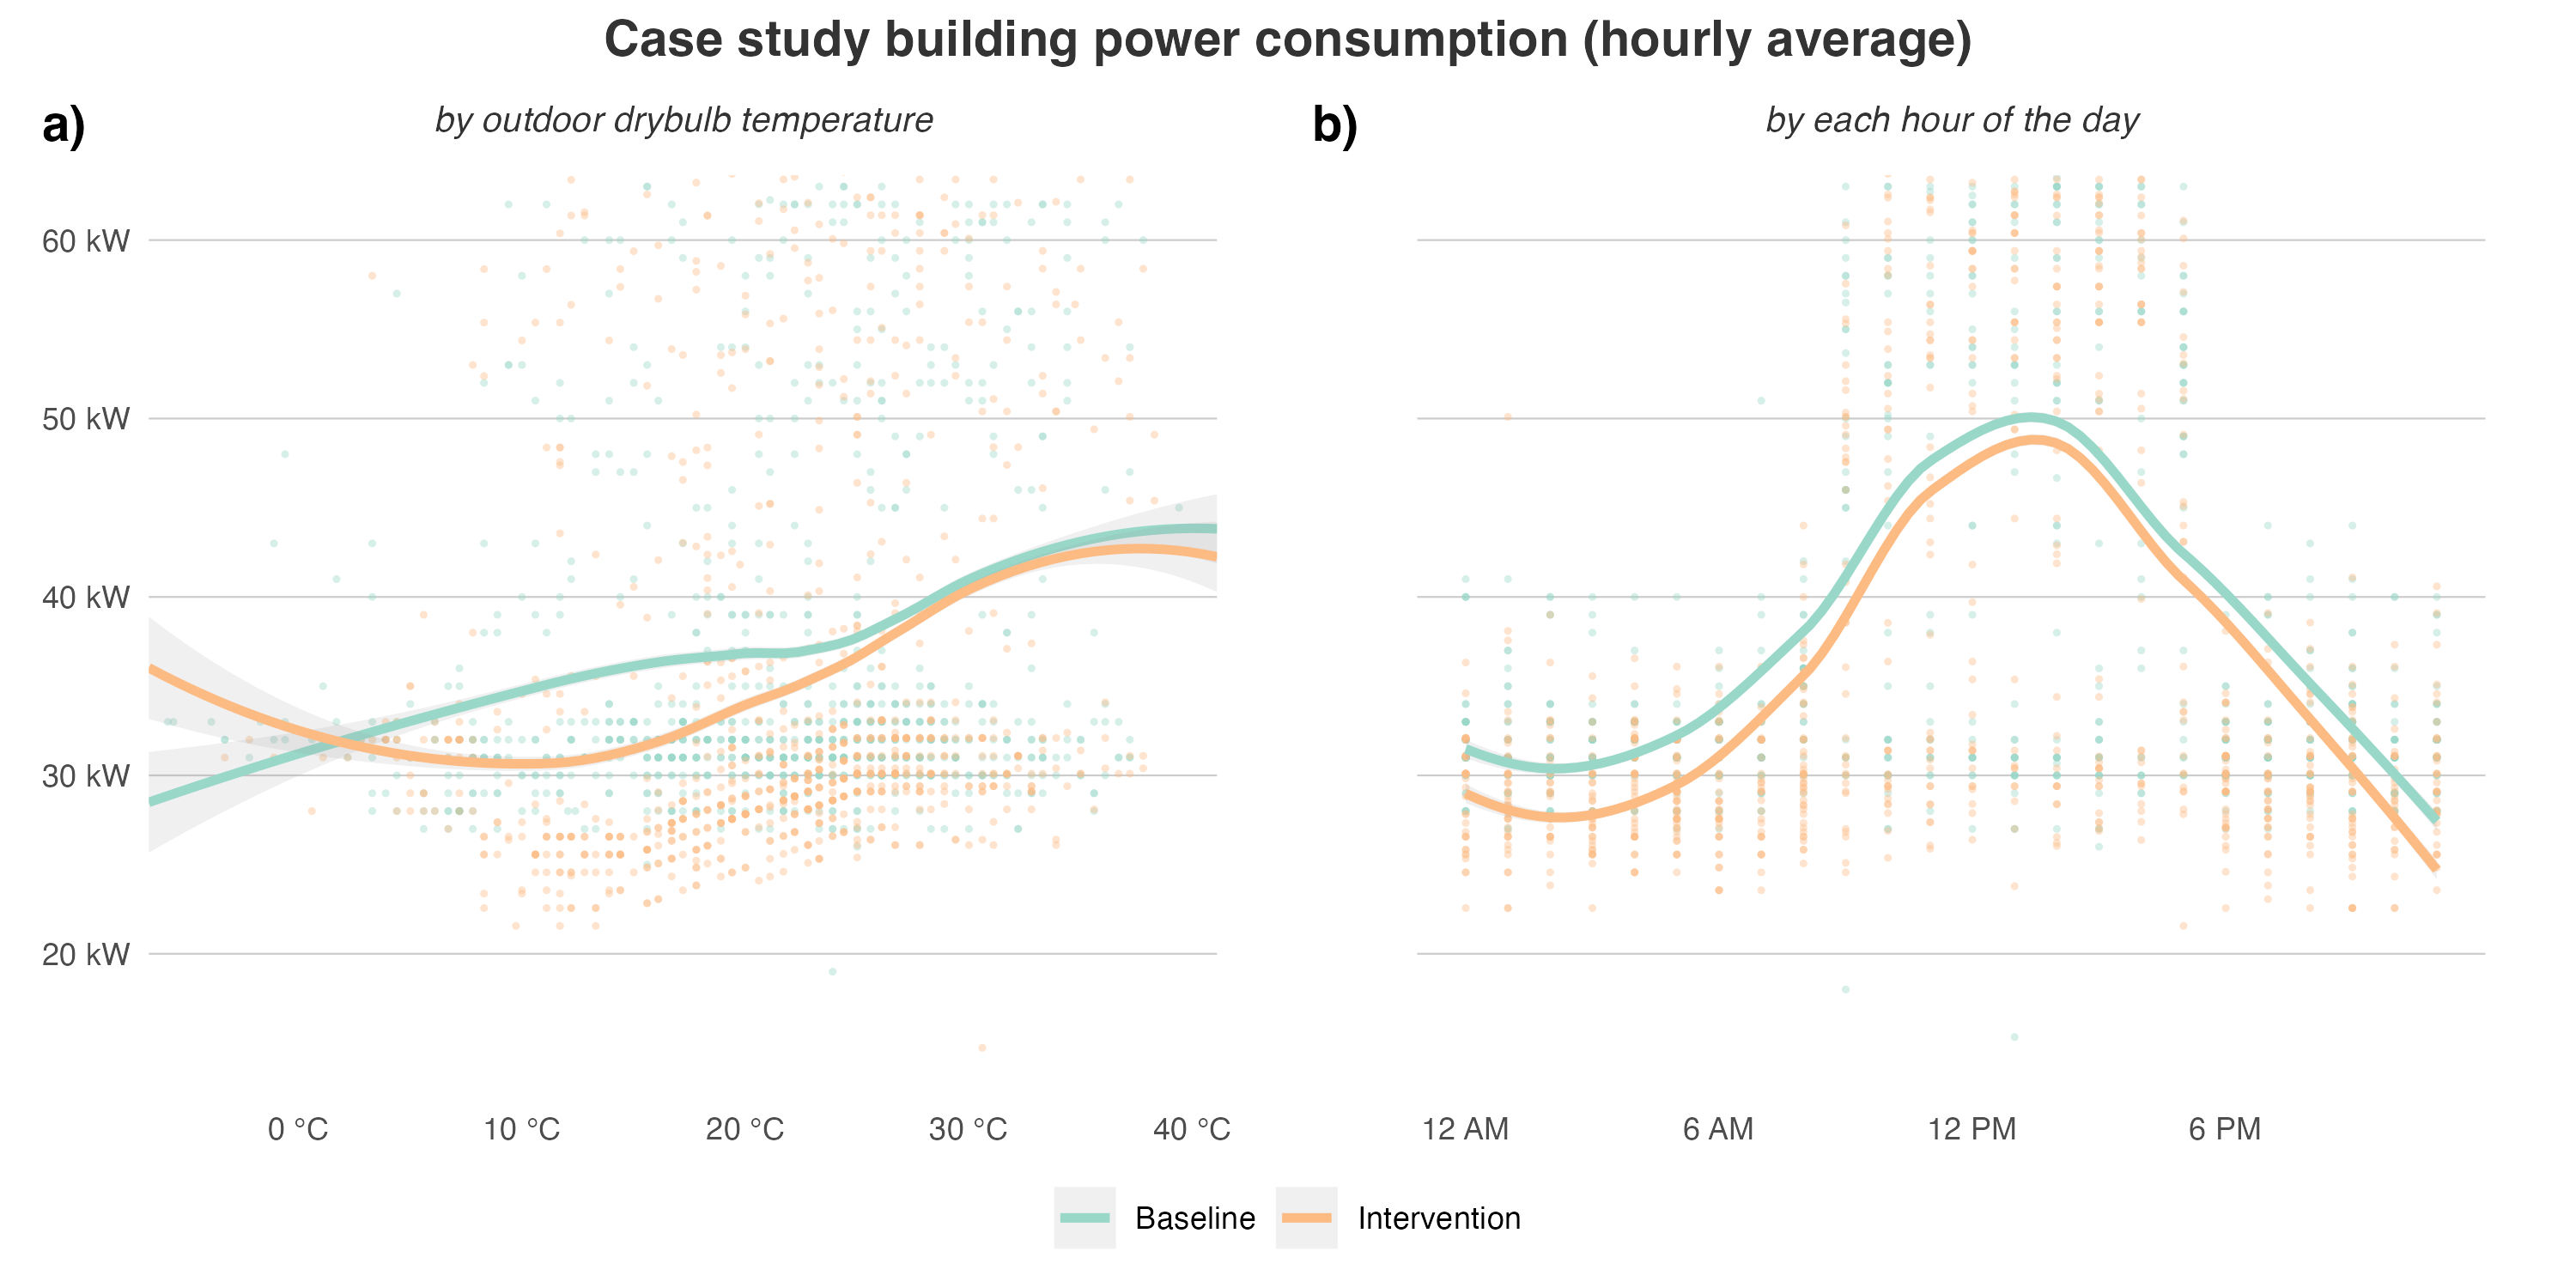 Case study building power consumption (hourly average)
a)
by outdoor drybulb temperature
60 kW
50 kW
40 kW
30 kW
20 kW
0 °C 10 °C 20 °C 30 °C 40 °C
b)
by each hour of the day
12 AM 6 AM 12 PM 6 PM
Baseline Intervention